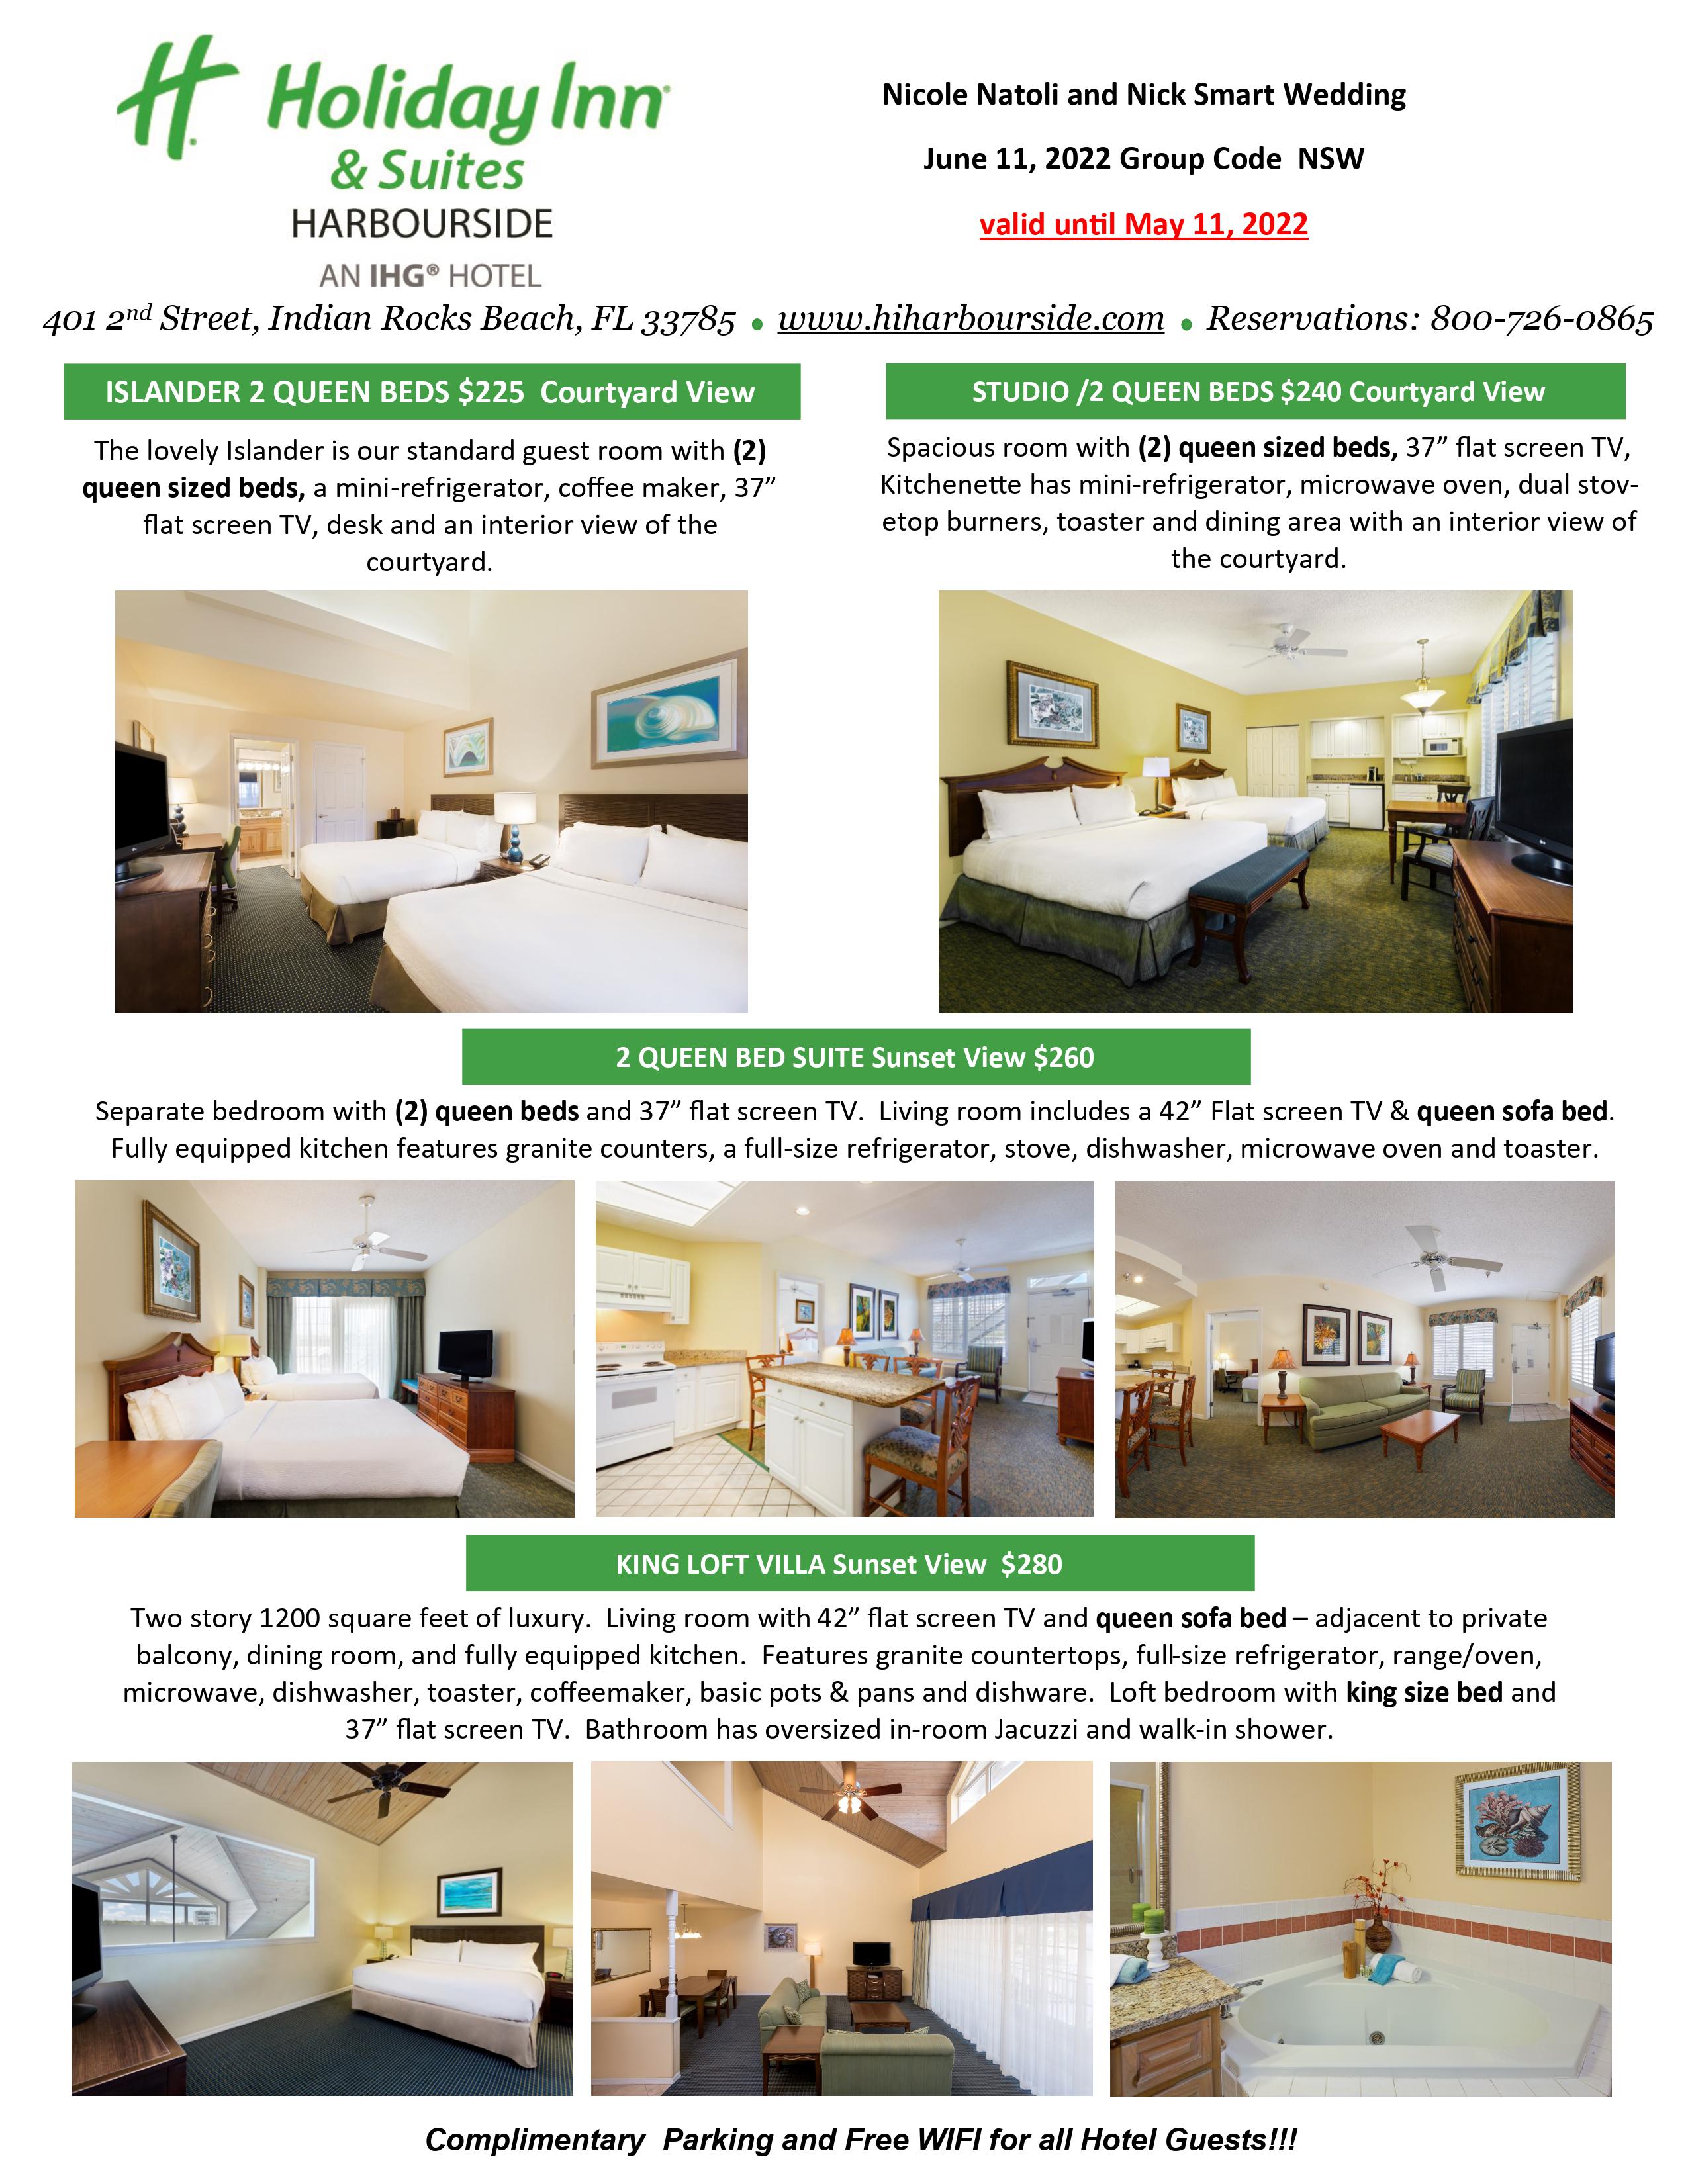 Holiday Inn®
& Suites
HARBOURSIDE
AN IHG® HOTEL
Nicole Natoli and Nick Smart Wedding
June 11, 2022 Group Code  NSW
valid until May 11, 2022
401 2nd Street, Indian Rocks Beach, FL 33785 • www.hiharbourside.com • Reservations: 800-726-0865
ISLANDER 2 QUEEN BEDS $225  Courtyard View
The lovely Islander is our standard guest room with (2)
queen sized beds, a mini-refrigerator, coffee maker, 37”
flat screen TV, desk and an interior view of the
courtyard.
STUDIO /2 QUEEN BEDS $240 Courtyard View
Spacious room with (2) queen sized beds, 37” flat screen TV,
Kitchenette has mini-refrigerator, microwave oven, dual stov-
etop burners, toaster and dining area with an interior view of
the courtyard.
2 QUEEN BED SUITE Sunset View $260
Separate bedroom with (2) queen beds and 37” flat screen TV.  Living room includes a 42” Flat screen TV & queen sofa bed.
Fully equipped kitchen features granite counters, a full-size refrigerator, stove, dishwasher, microwave oven and toaster.
KING LOFT VILLA Sunset View  $280
Two story 1200 square feet of luxury.  Living room with 42” flat screen TV and queen sofa bed – adjacent to private
balcony, dining room, and fully equipped kitchen.  Features granite countertops, full-size refrigerator, range/oven,
microwave, dishwasher, toaster, coffeemaker, basic pots & pans and dishware.  Loft bedroom with king size bed and
37” flat screen TV.  Bathroom has oversized in-room Jacuzzi and walk-in shower.
Complimentary  Parking and Free WIFI for all Hotel Guests!!!